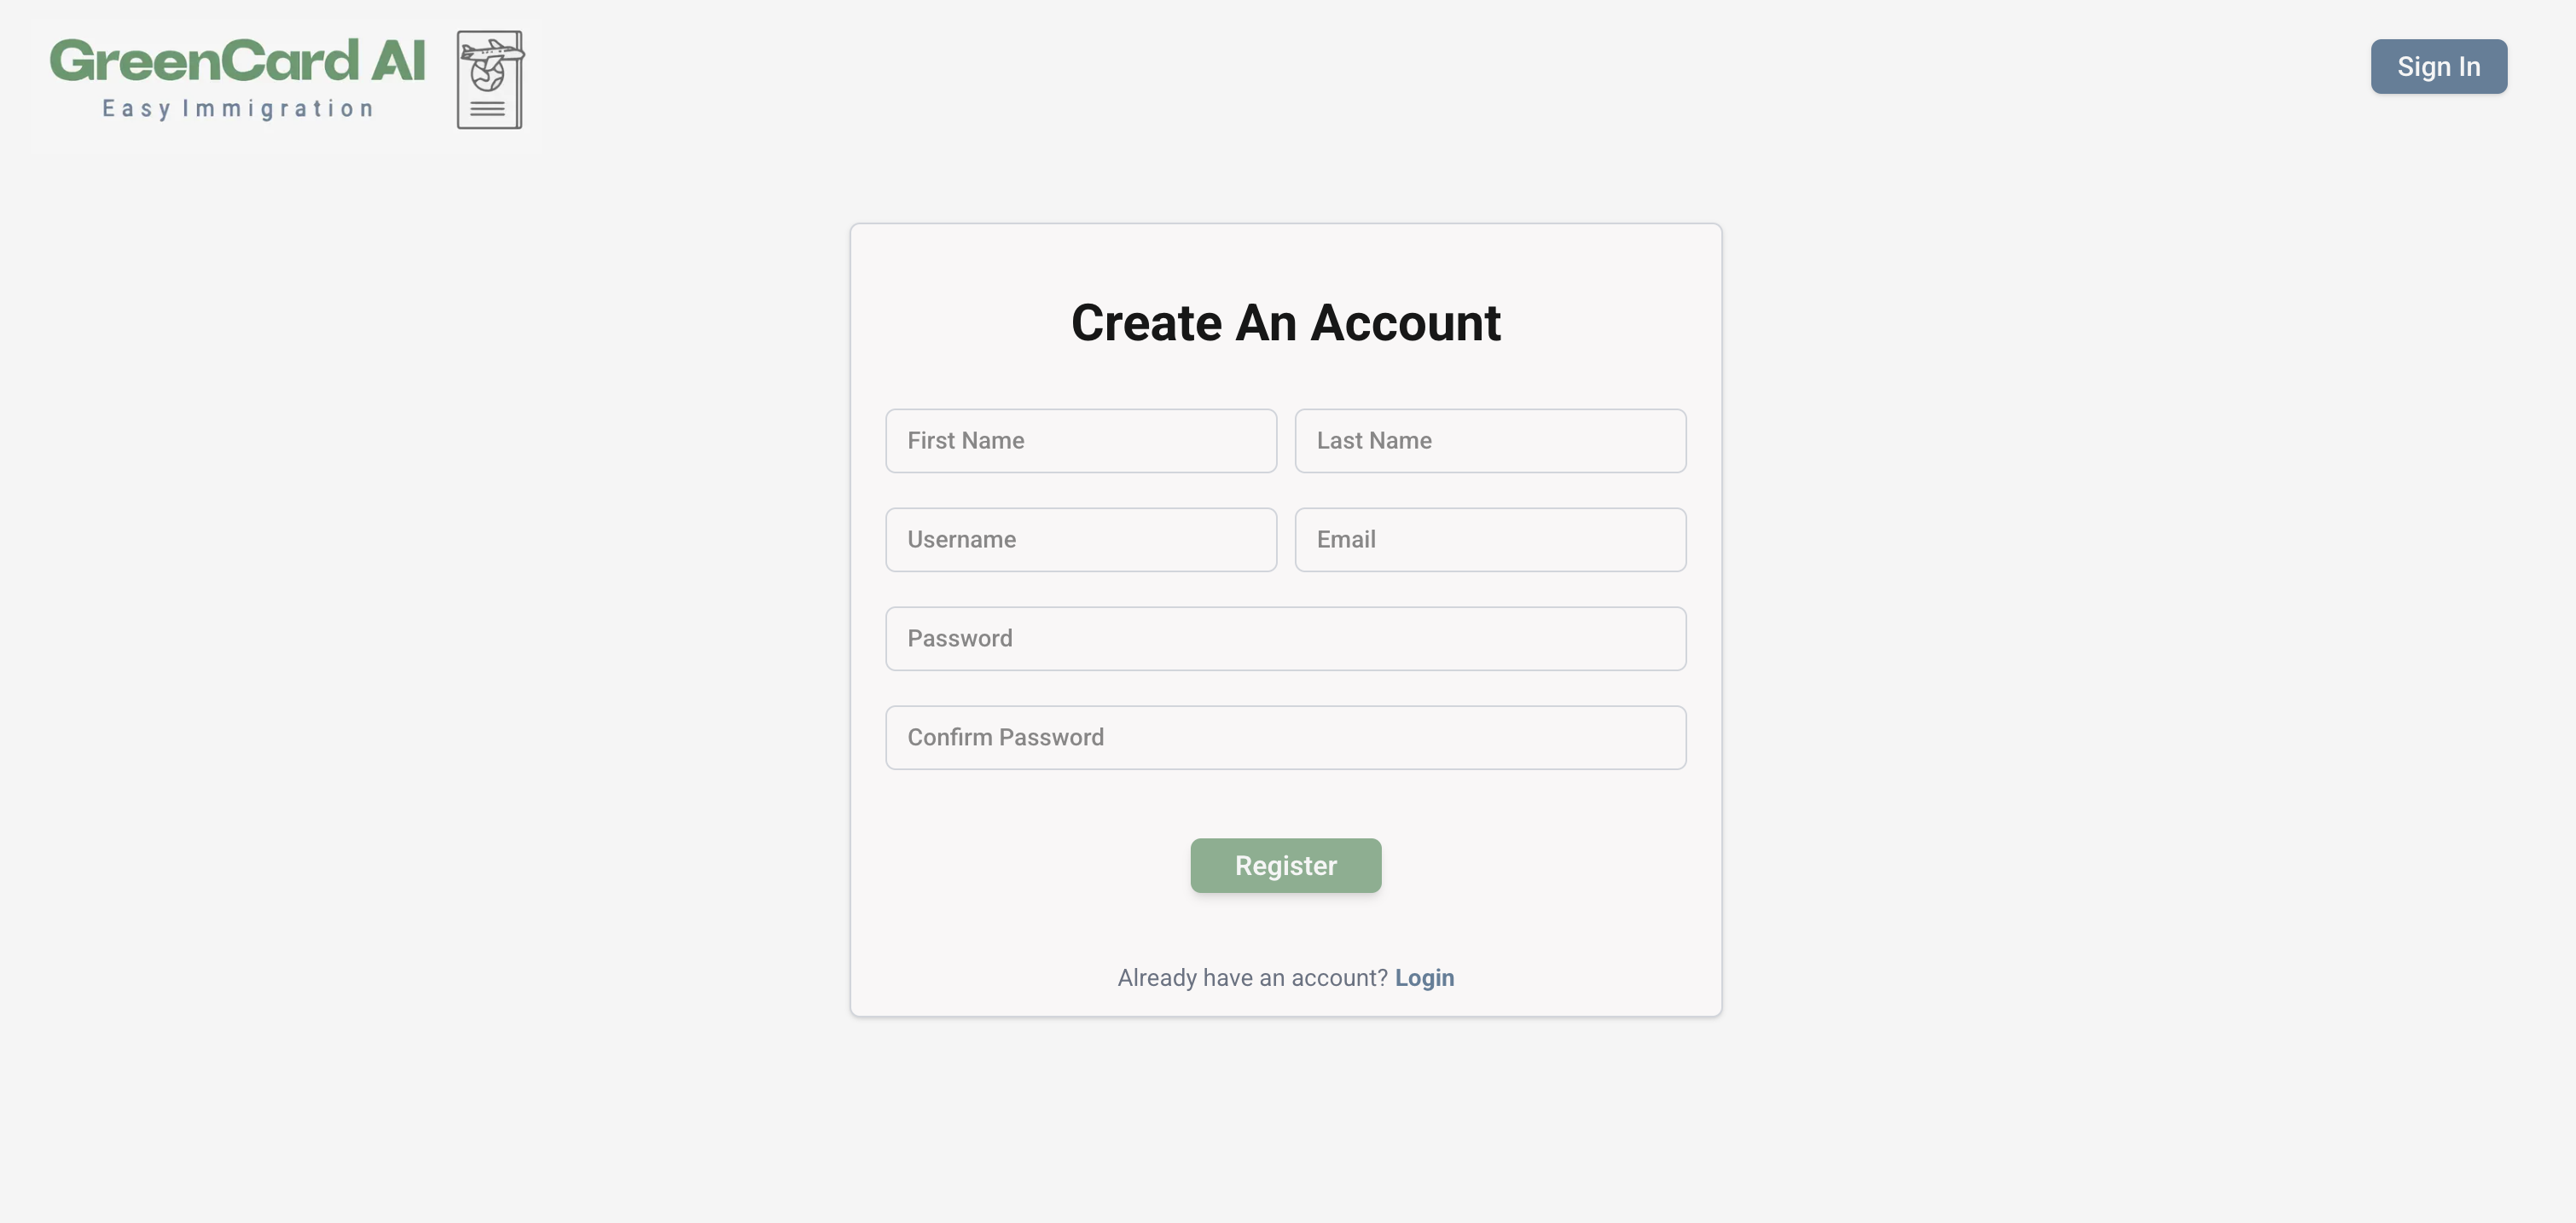 GreenCard AI
Easy Immigration
Sign In
Create An Account
First Name
Last Name
Username
Email
Password
Confirm Password
Register
Already have an account? Login